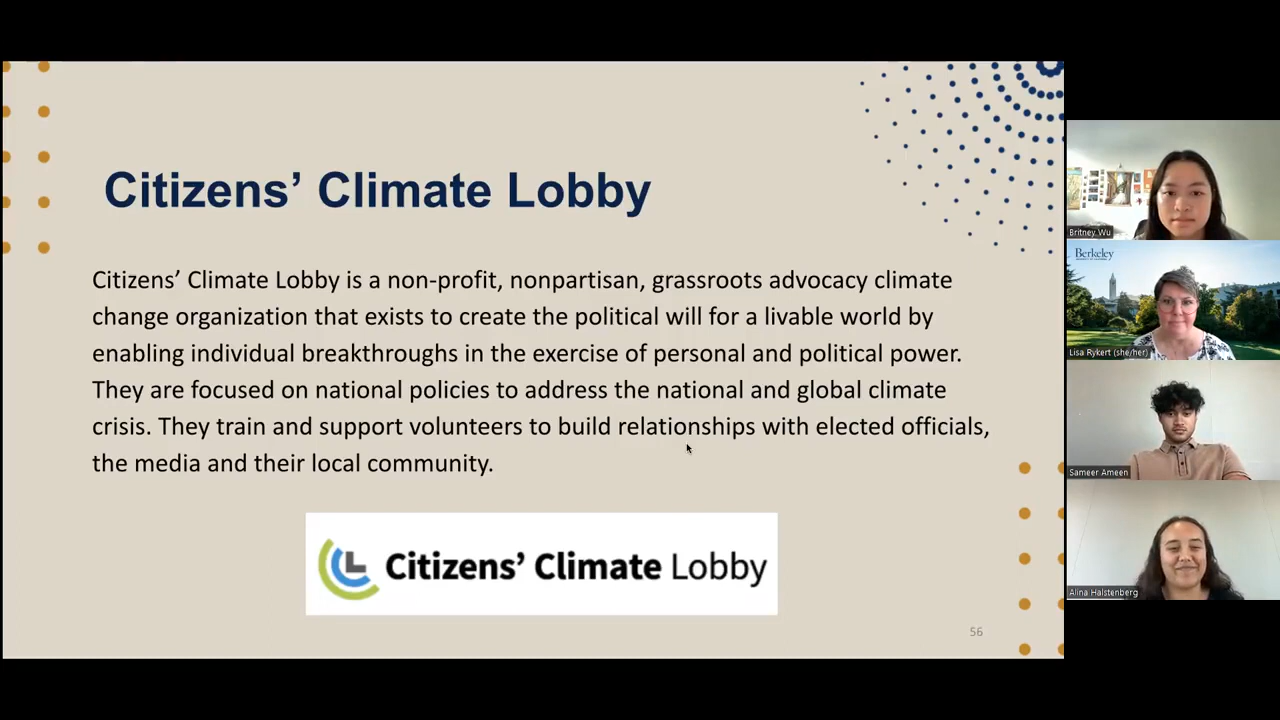 Citizens’ Climate Lobby
Citizens’ Climate Lobby is a non-profit, nonpartisan, grassroots advocacy climate
change organization that exists to create the political will for a livable world by
enabling individual breakthroughs in the exercise of personal and political power.
They are focused on national policies to address the national and global climate
crisis. They train and support volunteers to build relationships with elected officials,
the media and their local community.
CCL Citizens’ Climate Lobby
56
Britney Wu
Berkeley
Lisa Rykert (she/her)
Sameer Ameen
Alina Halstenberg